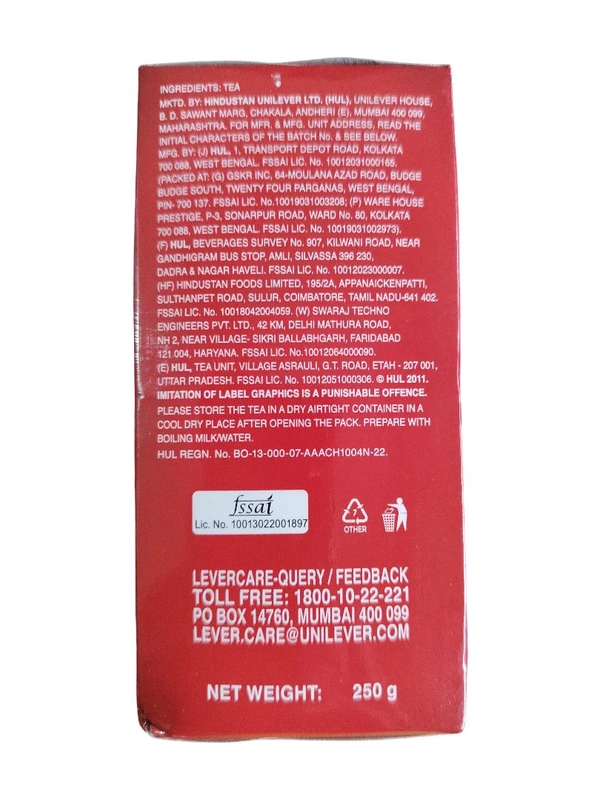 INGREDIENTS: TEA
MKTD. BY: HINDUSTAN UNILEVER LTD. (HUL), UNILEVER HOUSE,
B. D. SAWANT MARG, CHAKALA, ANDHERI (E), MUMBAI 400 099,
MAHARASHTRA. FOR MFR. & MFG. UNIT ADDRESS, READ THE
INITIAL CHARACTERS OF THE BATCH No. & SEE BELOW.
MFG. BY: (J) HUL, 1, TRANSPORT DEPOT ROAD, KOLKATA
700 088, WEST BENGAL. FSSAI LIC. No. 10012031000165.
(PACKED AT: (G) GSKR INC, 64-MOULANA AZAD ROAD, BUDGE
BUDGE SOUTH, TWENTY FOUR PARGANAS, WEST BENGAL,
PIN- 700 137. FSSAI LIC. No.10019031003208; (P) WARE HOUSE
PRESTIGE, P-3, SONARPUR ROAD, WARD No. 80, KOLKATA
700 088, WEST BENGAL. FSSAI LIC. No. 10019031002973).
(F) HUL, BEVERAGES SURVEY No. 907, KILWANI ROAD, NEAR
GANDHIGRAM BUS STOP, AMLI, SILVASSA 396 230,
DADRA & NAGAR HAVELI. FSSAI LIC. No. 10012023000007.
(HF) HINDUSTAN FOODS LIMITED, 195/2A, APPANAICKENPATTI,
SULTHANPET ROAD, SULUR, COIMBATORE, TAMIL NADU-641 402.
FSSAI LIC. No. 10018042004059. (W) SWARAJ TECHNO
ENGINEERS PVT. LTD., 42 KM, DELHI MATHURA ROAD,
NH 2, NEAR VILLAGE- SIKRI BALLABHGARH, FARIDABAD
121 004, HARYANA. FSSAI LIC. No.10012064000090.
(E) HUL, TEA UNIT, VILLAGE ASRAULI, G.T. ROAD, ETAH - 207 001,
UTTAR PRADESH. FSSAI LIC. No. 10012051000306. © HUL 2011.
IMITATION OF LABEL GRAPHICS IS A PUNISHABLE OFFENCE.
PLEASE STORE THE TEA IN A DRY AIRTIGHT CONTAINER IN A
COOL DRY PLACE AFTER OPENING THE PACK. PREPARE WITH
BOILING MILK/WATER.
HUL REGN. No. BO-13-000-07-AAACH1004N-22.
fssai
Lic. No. 10013022001897
7
OTHER
LEVERCARE-QUERY / FEEDBACK
TOLL FREE: 1800-10-22-221
PO BOX 14760, MUMBAI 400 099
LEVER.CARE@UNILEVER.COM
NET WEIGHT: 250 g